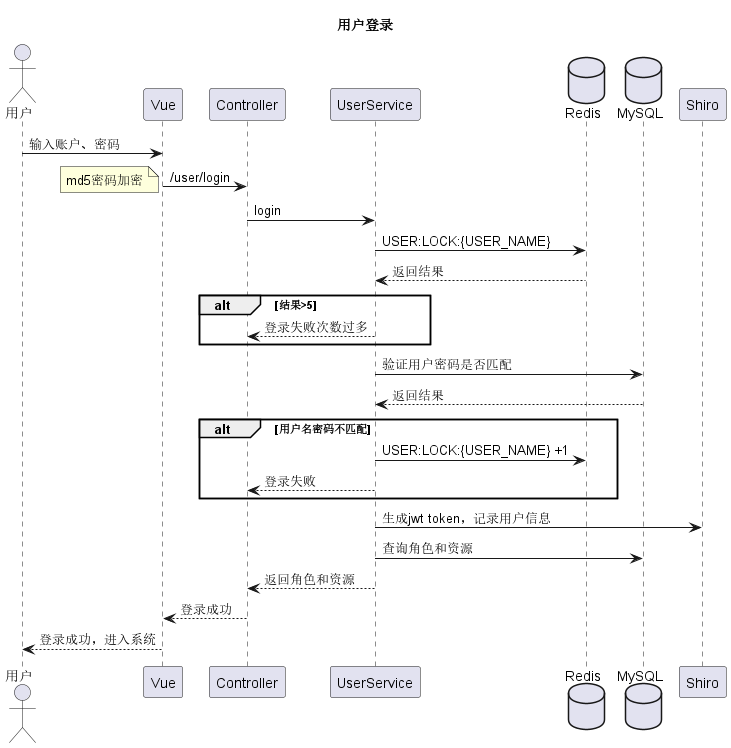 用户登录
用户
Vue
Controller
UserService
Redis
MySQL
Shiro
输入账户、密码
md5密码加密
/user/login
login
USER:LOCK:{USER_NAME}
返回结果
alt
[结果>5]
登录失败次数过多
验证用户密码是否匹配
返回结果
alt
[用户名密码不匹配]
USER:LOCK:{USER_NAME} +1
登录失败
生成jwt token，记录用户信息
查询角色和资源
返回角色和资源
登录成功
登录成功，进入系统
用户
Vue
Controller
UserService
Redis
MySQL
Shiro